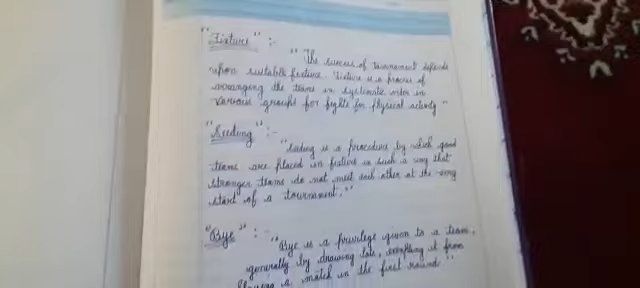 "Fixture" :-
"The success of tournament depends
upon suitable fixture. Fixture is a process of
arranging the teams in systematic order in
various groups for fights for physical activity"
"Seeding" :-
"Seeding is a procedure by which good
teams are placed in fixture in such a way that
stronger teams do not meet each other at the very
start of a tournament."
"Bye" :-
"Bye is a privilege given to a team,
generally by drawing lots, exempting it from
playing a match in the first round"